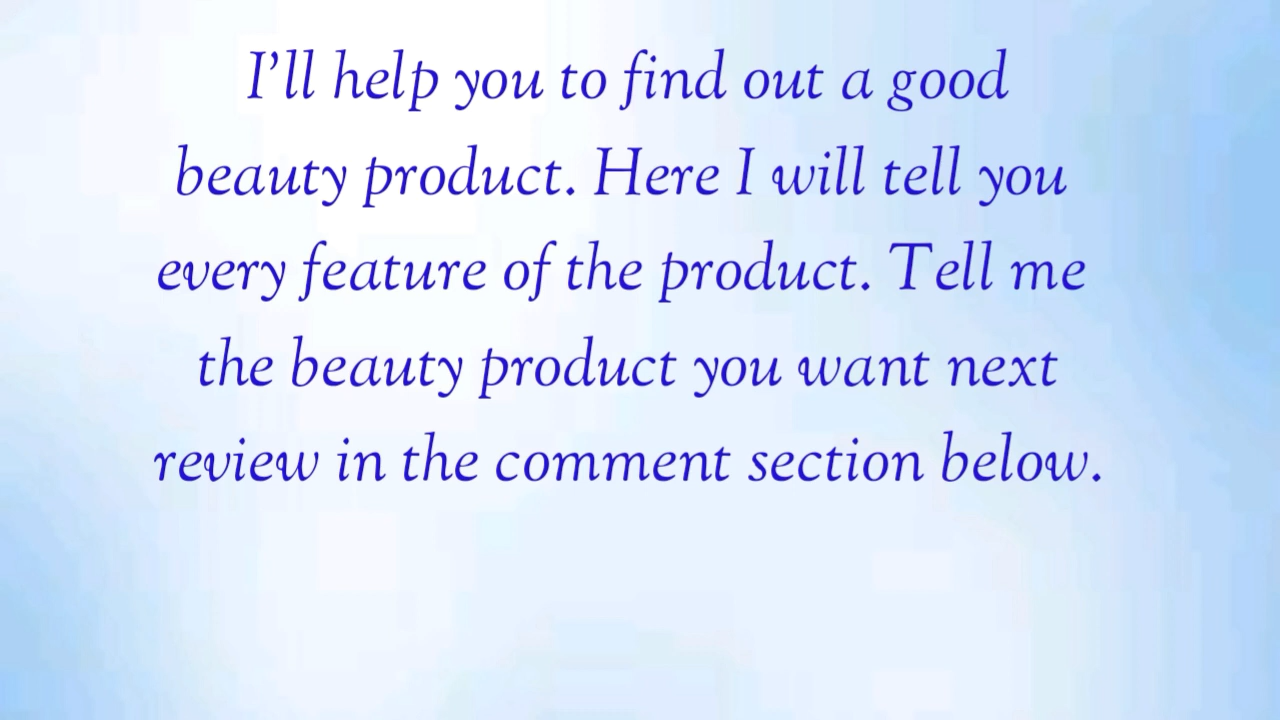 I’ll help you to find out a good
beauty product. Here I will tell you
every feature of the product. Tell me
the beauty product you want next
review in the comment section below.